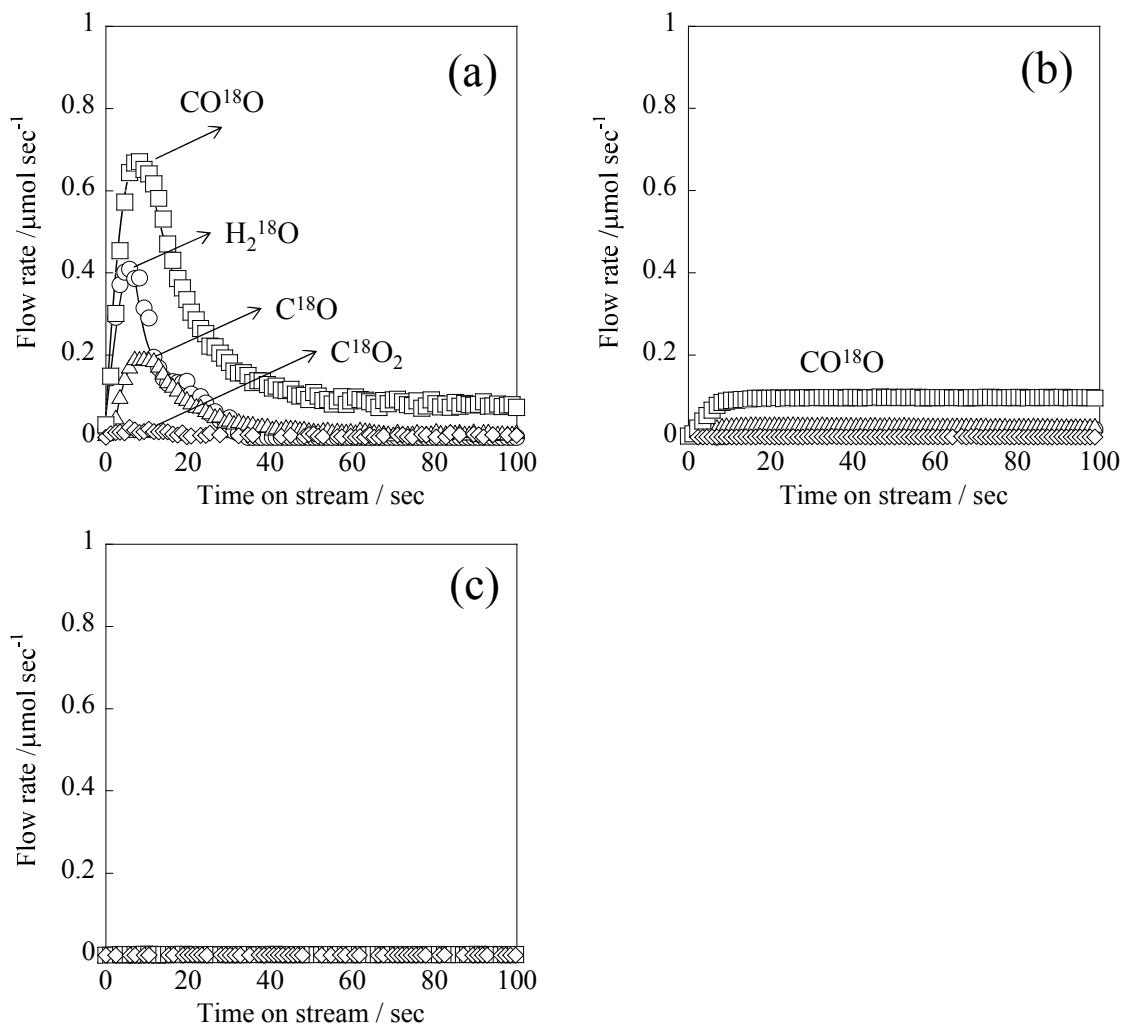 (a)
Flow rate /μmol sec⁻¹
1
0.8
0.6
0.4
0.2
0
CO¹⁸O
H₂¹⁸O
C¹⁸O
C¹⁸O₂
0 20 40 60 80 100
Time on stream / sec
(b)
Flow rate /μmol sec⁻¹
1
0.8
0.6
0.4
0.2
0
CO¹⁸O
0 20 40 60 80 100
Time on stream / sec
(c)
Flow rate /μmol sec⁻¹
1
0.8
0.6
0.4
0.2
0
0 20 40 60 80 100
Time on stream / sec